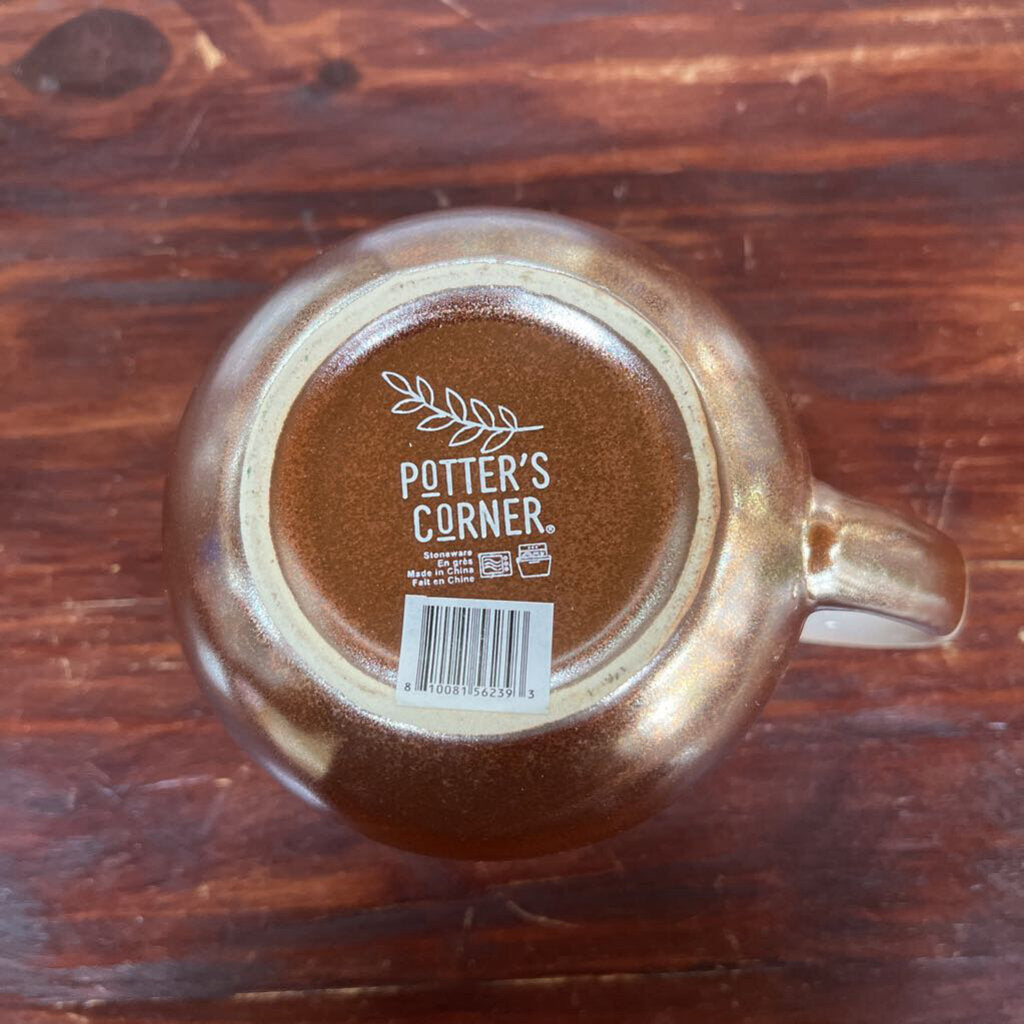 POTTER'S
CORNER®
Stoneware
En grès
Made in China
Fait en Chine
8 10081 56239 3